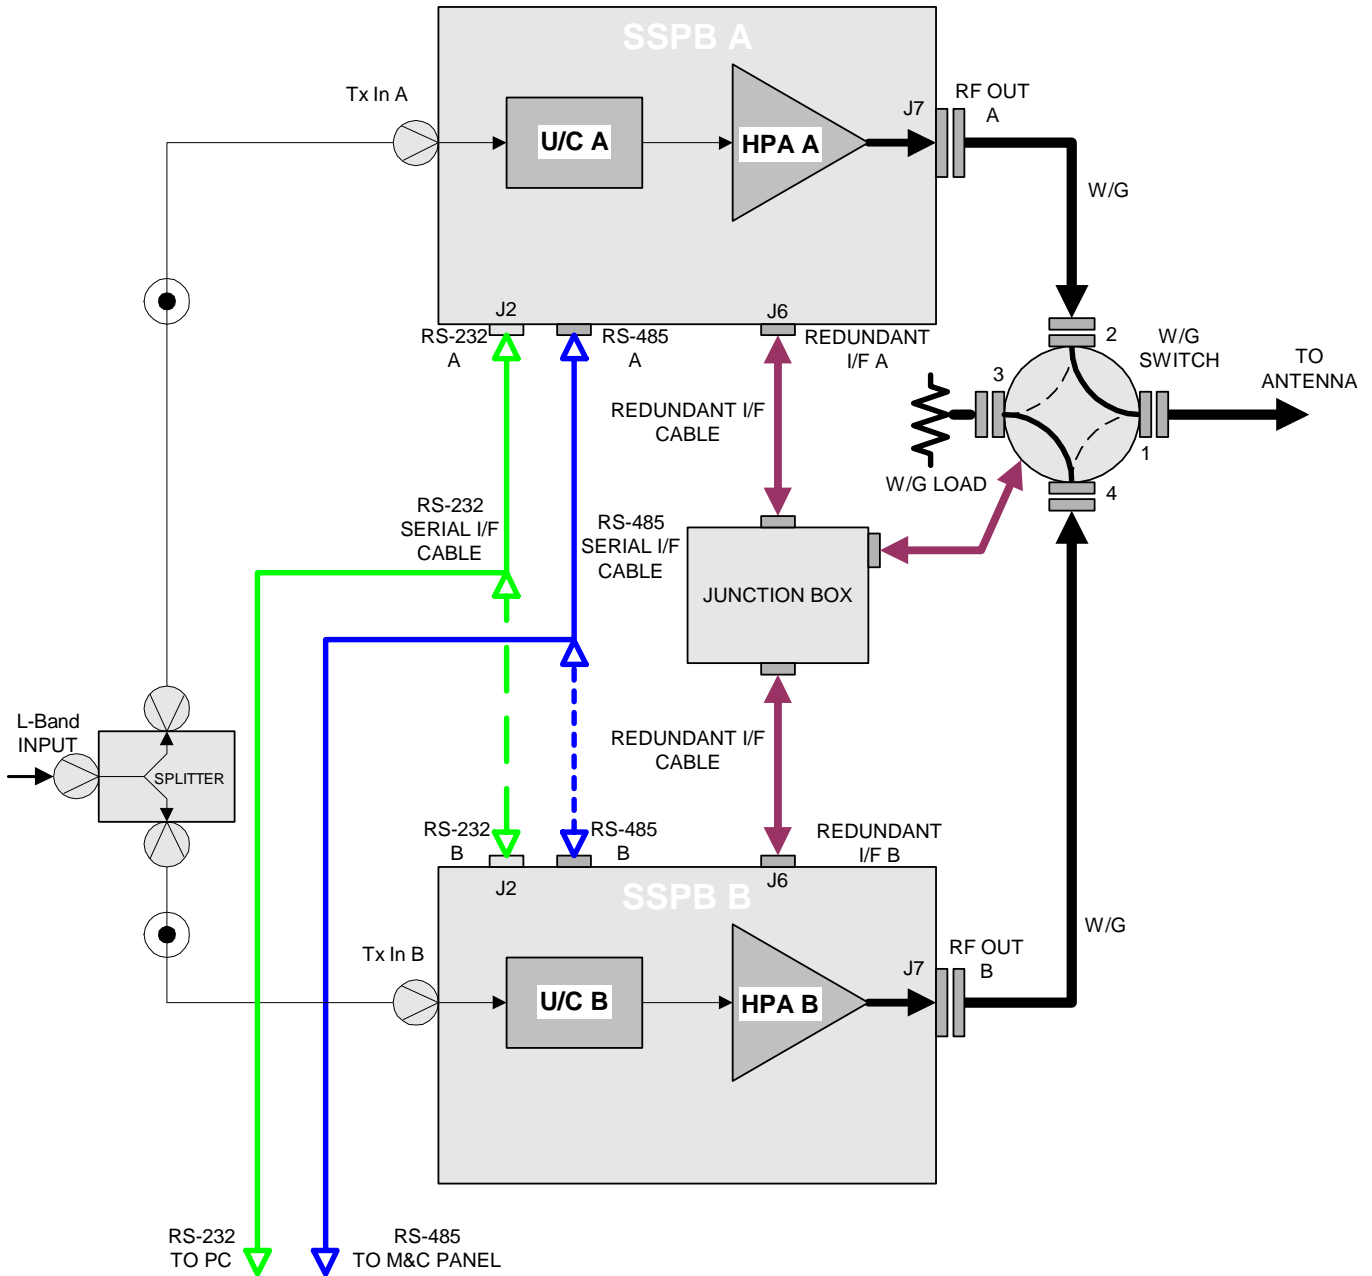 SSPB A
Tx In A
U/C A
HPA A
J7
RF OUT
A
W/G
J2
J6
RS-232
A
RS-485
A
REDUNDANT
I/F A
2
W/G
SWITCH
TO
ANTENNA
3
1
4
W/G LOAD
REDUNDANT I/F
CABLE
RS-232
SERIAL I/F
CABLE
RS-485
SERIAL I/F
CABLE
JUNCTION BOX
L-Band
INPUT
SPLITTER
REDUNDANT I/F
CABLE
RS-232
B
RS-485
B
REDUNDANT
I/F B
J2
J6
SSPB B
Tx In B
U/C B
HPA B
J7
RF OUT
B
W/G
RS-232
TO PC
RS-485
TO M&C PANEL